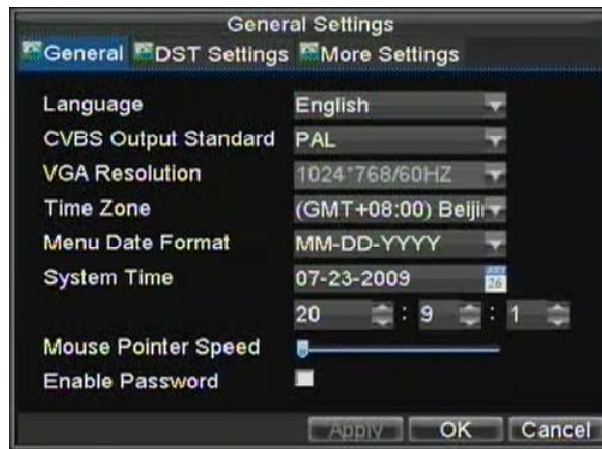 General Settings
General DST Settings More Settings
Language English
CVBS Output Standard PAL
VGA Resolution 1024*768/60HZ
Time Zone (GMT+08:00) Beiji
Menu Date Format MM-DD-YYYY
System Time 07-23-2009 26
20 : 9 : 1
Mouse Pointer Speed
Enable Password
Apply OK Cancel